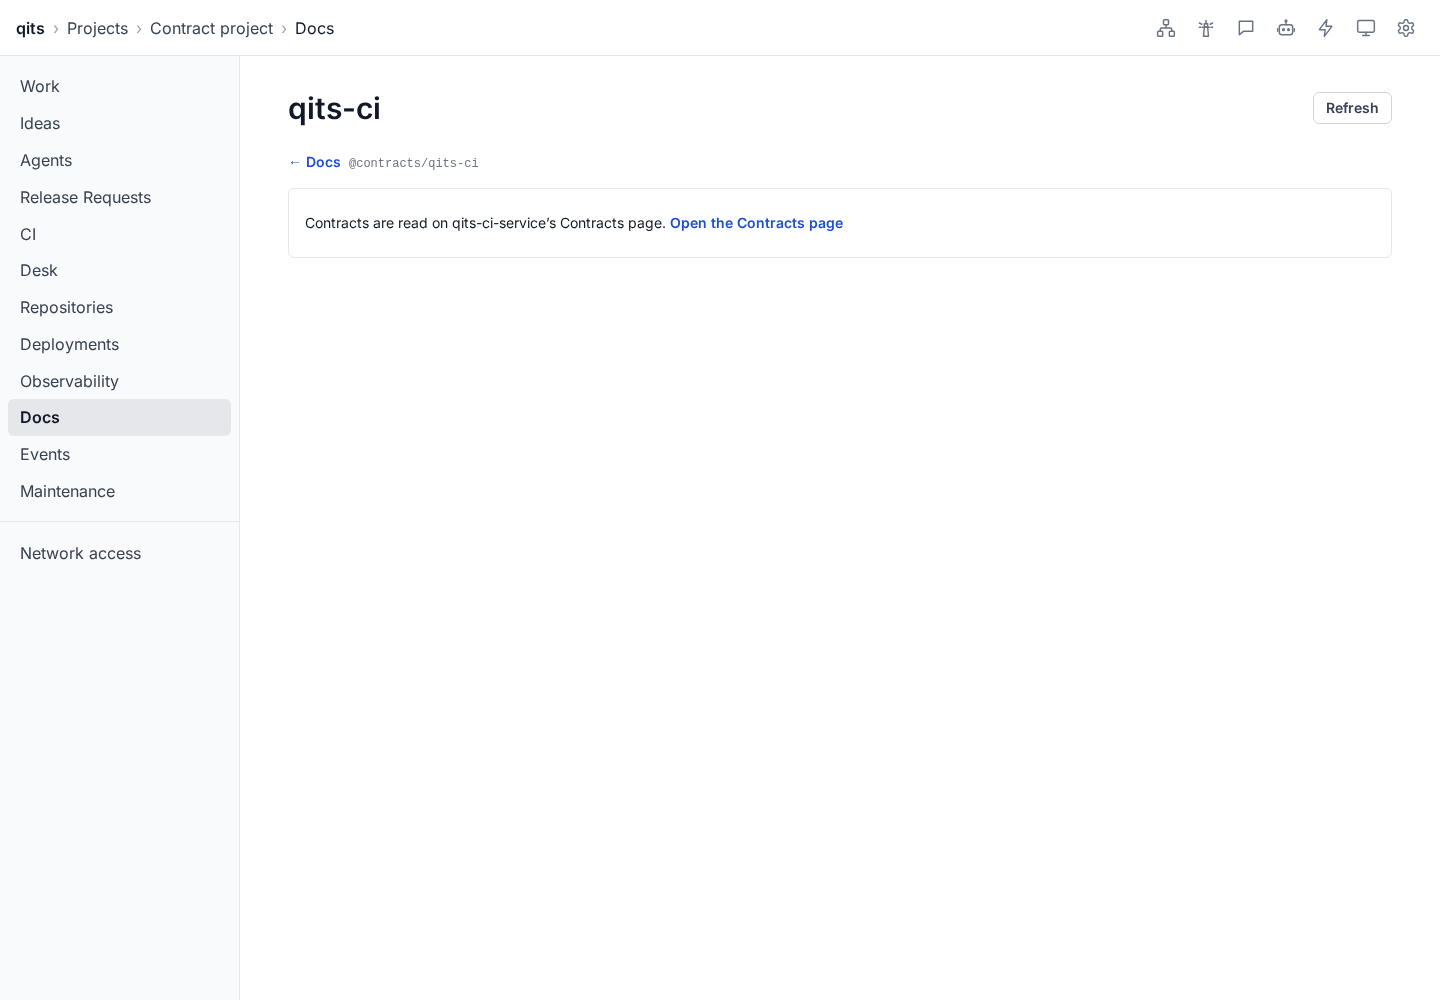 qits › Projects › Contract project › Docs
Work
Ideas
Agents
Release Requests
CI
Desk
Repositories
Deployments
Observability
Docs
Events
Maintenance
Network access
qits-ci
Refresh
← Docs @contracts/qits-ci
Contracts are read on qits-ci-service’s Contracts page. Open the Contracts page